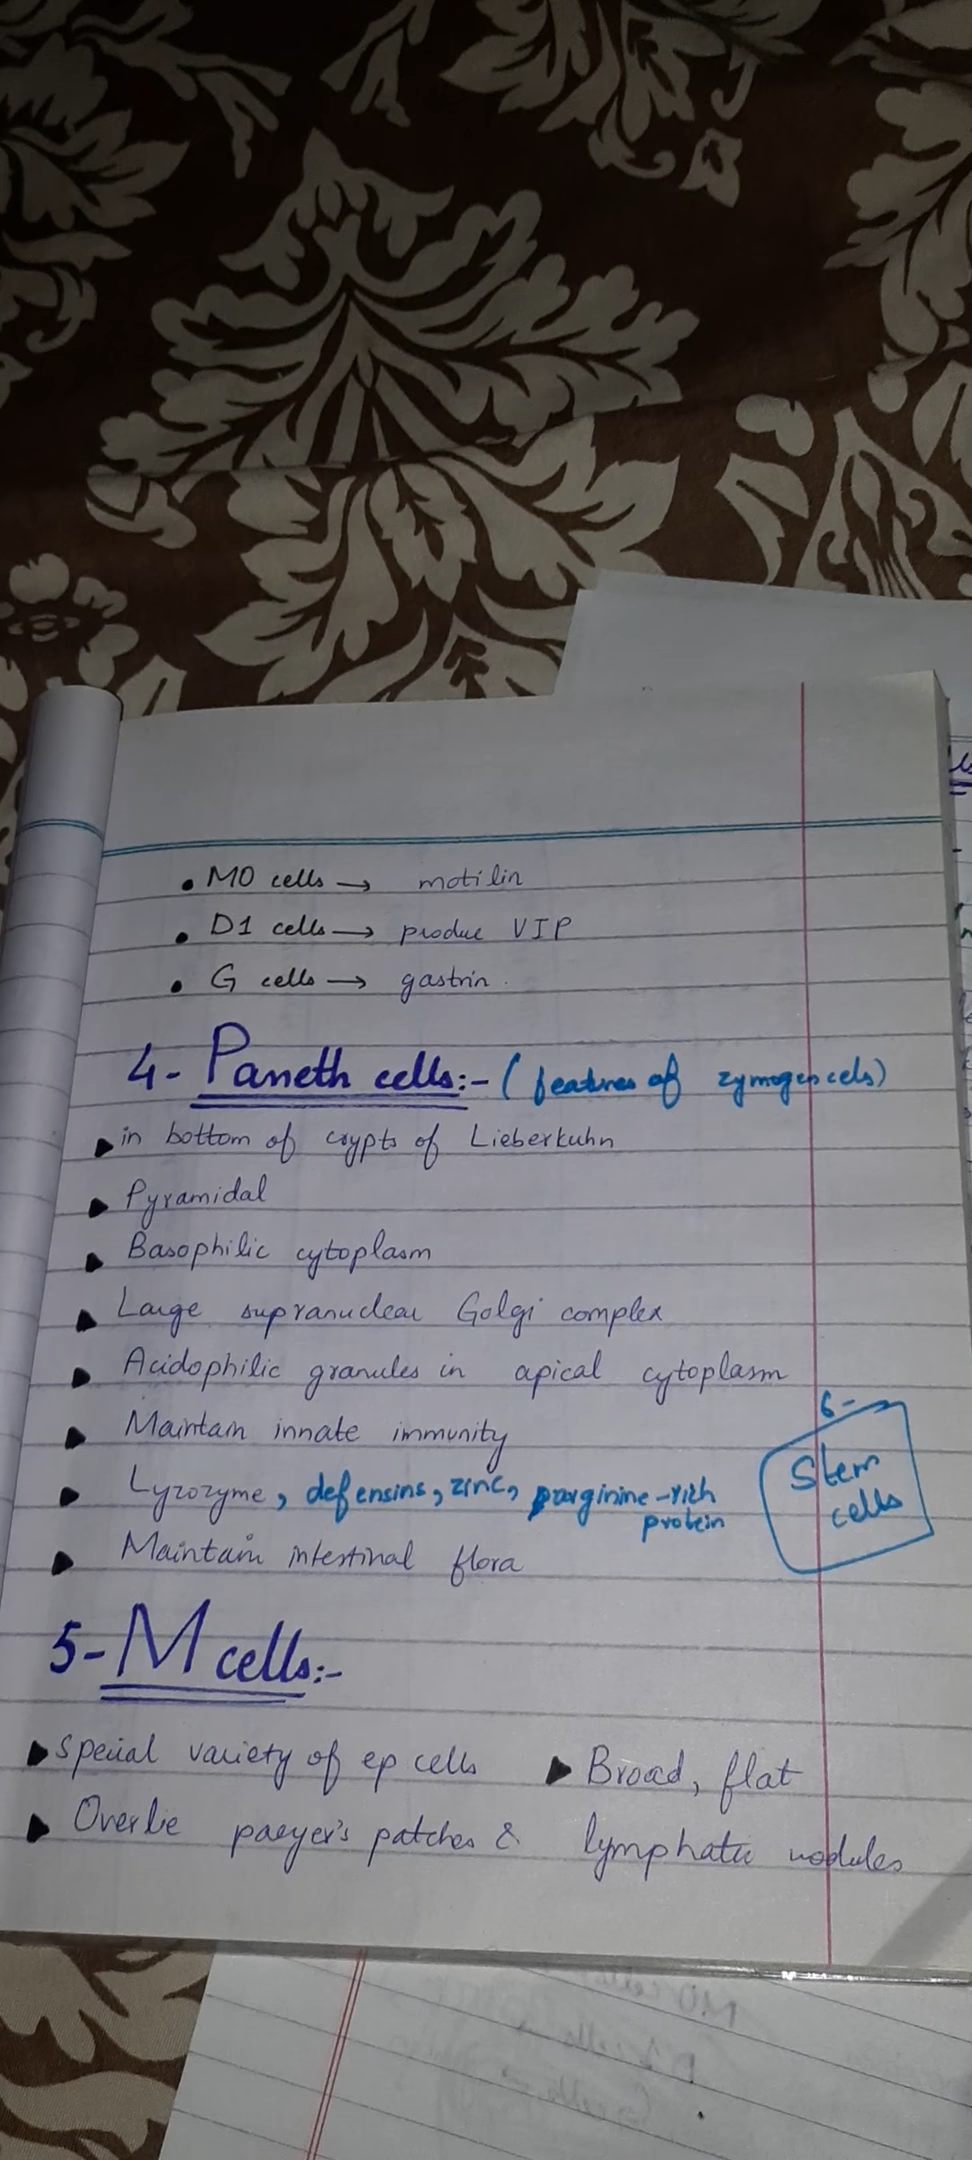 • MO cells → motilin
• D1 cells → produe VIP
• G cells → gastrin.
4- Paneth cells:- (features of zymogen cels)
▶ in bottom of crypts of Lieberkuhn
▶ Pyramidal
▶ Basophilic cytoplasm
▶ Large supranuclear Golgi complex
▶ Acidophilic granules in apical cytoplasm
▶ Maintain innate immunity
▶ Lyzozyme, defensins, zinc, arginine-rich
protein
▶ Maintain intestinal flora
6-
Stem
cells
5- M cells:-
▶ Special variety of ep cells ▶ Broad, flat
▶ Overlie paeyer's patches & lymphatic nodules